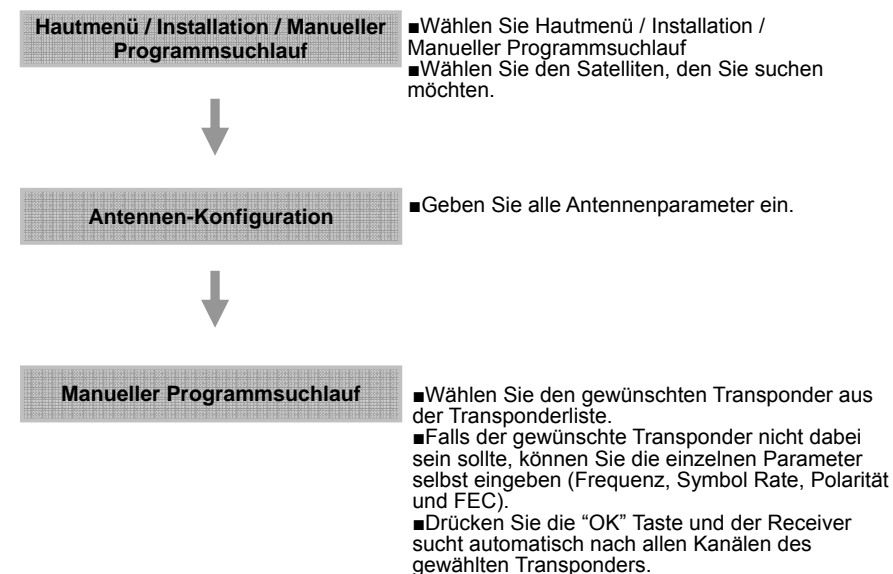 Hautmenü / Installation / Manueller
Programmsuchlauf
■Wählen Sie Hautmenü / Installation /
Manueller Programmsuchlauf
■Wählen Sie den Satelliten, den Sie suchen
möchten.
Antennen-Konfiguration
■Geben Sie alle Antennenparameter ein.
Manueller Programmsuchlauf
■Wählen Sie den gewünschten Transponder aus
der Transponderliste.
■Falls der gewünschte Transponder nicht dabei
sein sollte, können Sie die einzelnen Parameter
selbst eingeben (Frequenz, Symbol Rate, Polarität
und FEC).
■Drücken Sie die “OK” Taste und der Receiver
sucht automatisch nach allen Kanälen des
gewählten Transponders.